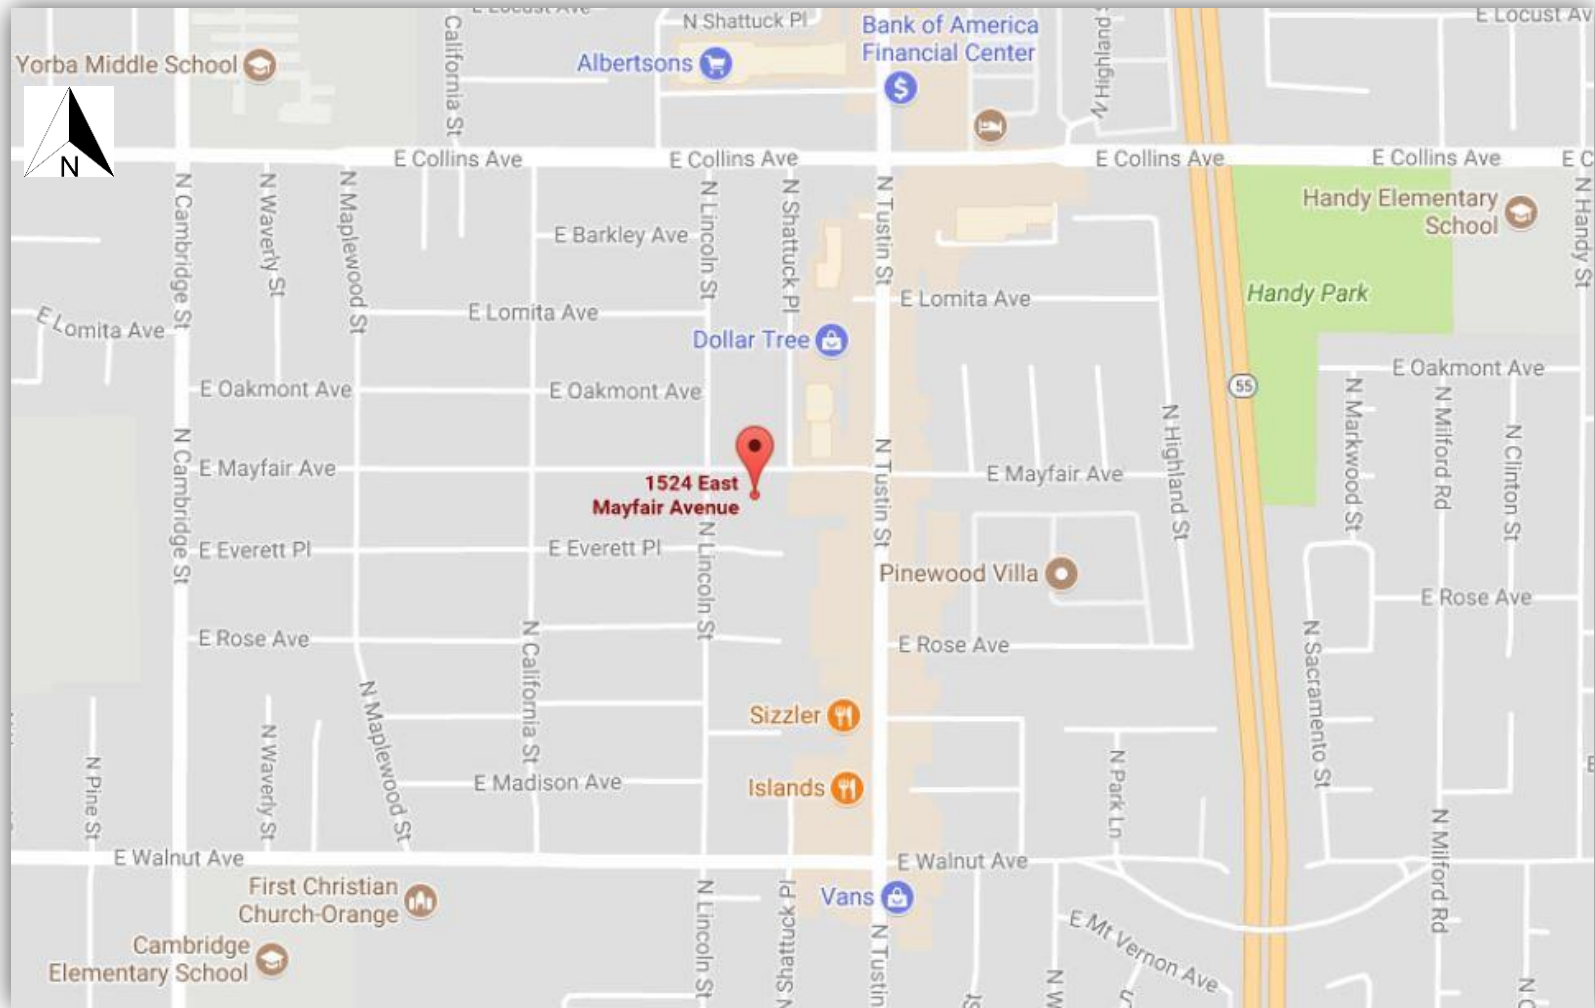 E Locust Ave
N Shattuck Pl
Bank of America
Financial Center
E Locust Av
Yorba Middle School
California St
Albertsons
$
N Highland
N
E Collins Ave
E Collins Ave
E Collins Ave
E Collins Ave
E C
N Cambridge St
N Waverly St
N Maplewood St
N Lincoln St
N Shattuck Pl
N Tustin St
Handy Elementary
School
N Handy St
E Barkley Ave
E Lomita Ave
E Lomita Ave
E Lomita Ave
Handy Park
Dollar Tree
E Oakmont Ave
E Oakmont Ave
E Oakmont Ave
55
N Cambridge St
E Mayfair Ave
1524 East
Mayfair Avenue
N Tustin St
E Mayfair Ave
N Highland St
N Markwood St
N Milford Rd
N Clinton St
E Everett Pl
E Everett Pl
N Lincoln St
Pinewood Villa
E Rose Ave
E Rose Ave
E Rose Ave
N California St
N Sacramento St
N Maplewood St
Sizzler
N Pine St
N Waverly St
E Madison Ave
Islands
N Park Ln
N Milford Rd
E Walnut Ave
E Walnut Ave
First Christian
Church-Orange
N Lincoln St
N Shattuck Pl
Vans
N Tustin
E Mt Vernon Ave
Cambridge
Elementary School
N W
N C